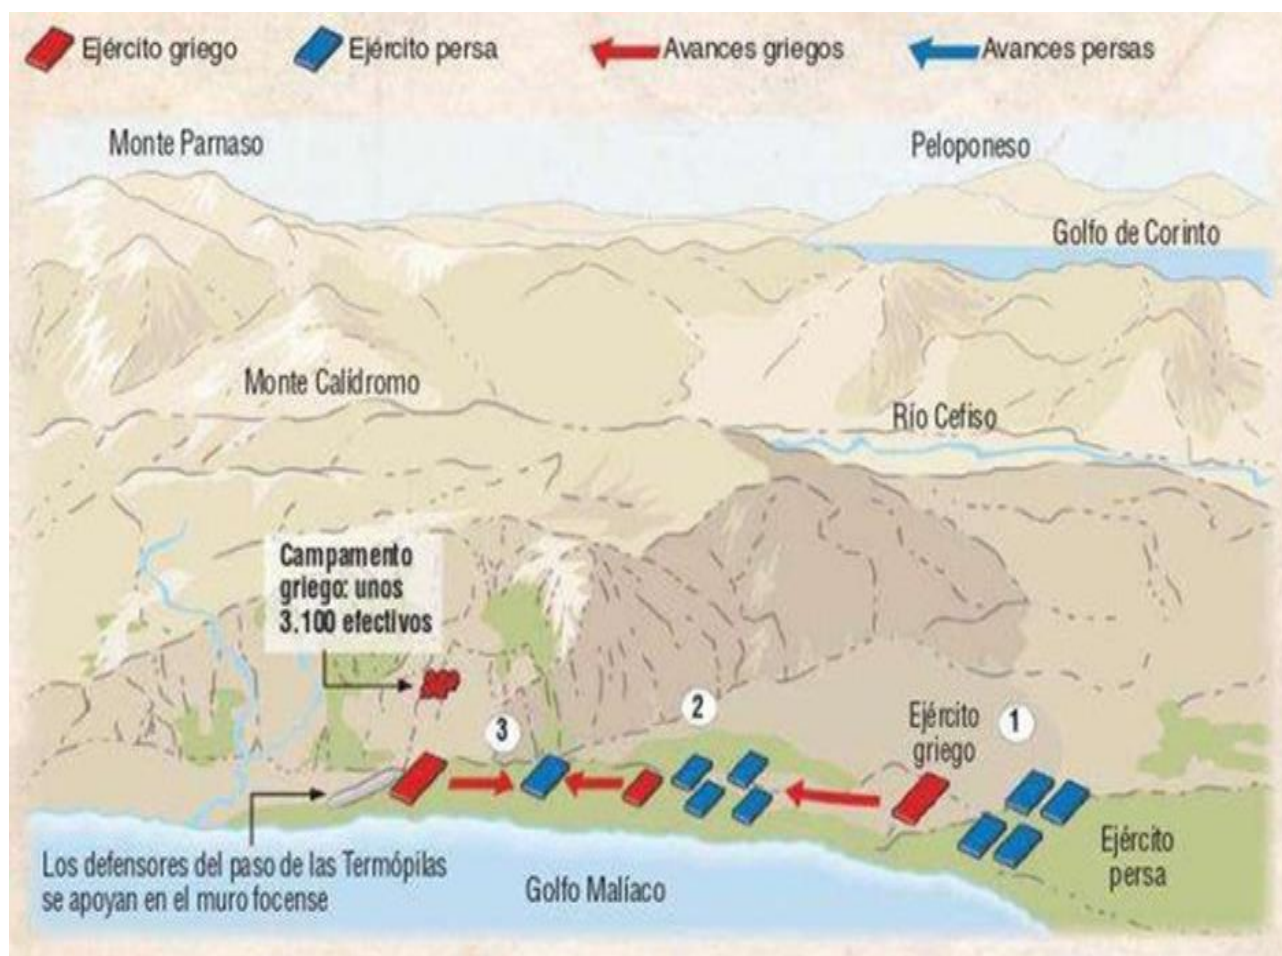 Ejército griego
Ejército persa
Avances griegos
Avances persas
Monte Parnaso
Peloponeso
Golfo de Corinto
Monte Calídromo
Río Cefiso
Campamento
griego: unos
3.100 efectivos
3
2
Ejército
griego
1
Los defensores del paso de las Termópilas
se apoyan en el muro focense
Golfo Malíaco
Ejército
persa